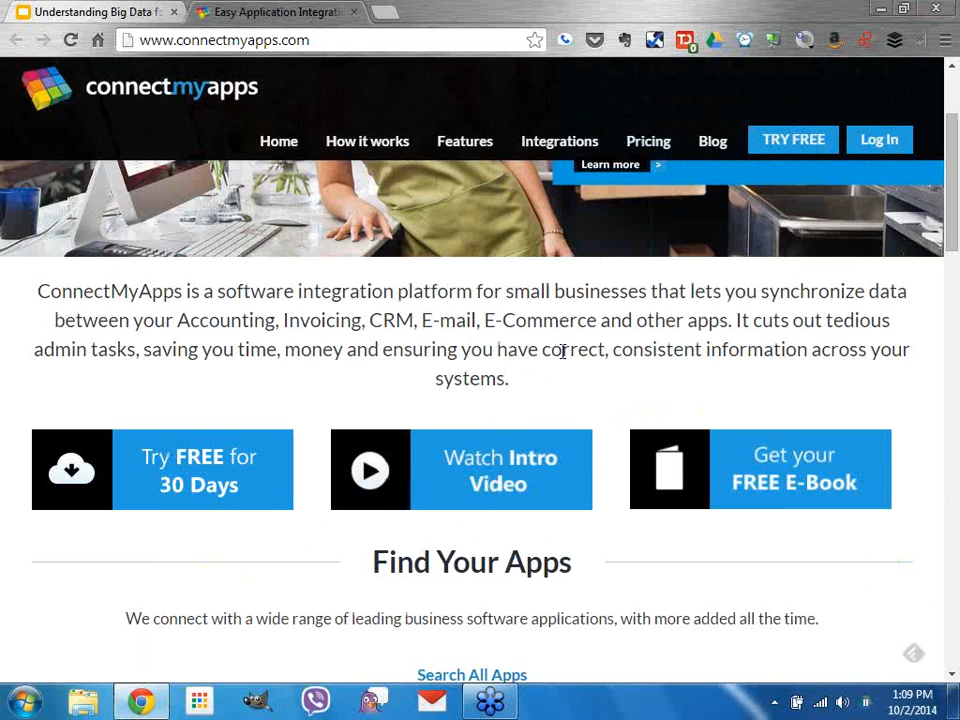 Understanding Big Data f
Easy Application Integrati
www.connectmyapps.com
0
connectmyapps
Home How it works Features Integrations Pricing Blog TRY FREE Log In
Learn more >
ConnectMyApps is a software integration platform for small businesses that lets you synchronize data
between your Accounting, Invoicing, CRM, E-mail, E-Commerce and other apps. It cuts out tedious
admin tasks, saving you time, money and ensuring you have correct, consistent information across your
systems.
Try FREE for
30 Days
Watch Intro
Video
Get your
FREE E-Book
Find Your Apps
We connect with a wide range of leading business software applications, with more added all the time.
Search All Apps
1:09 PM
10/2/2014